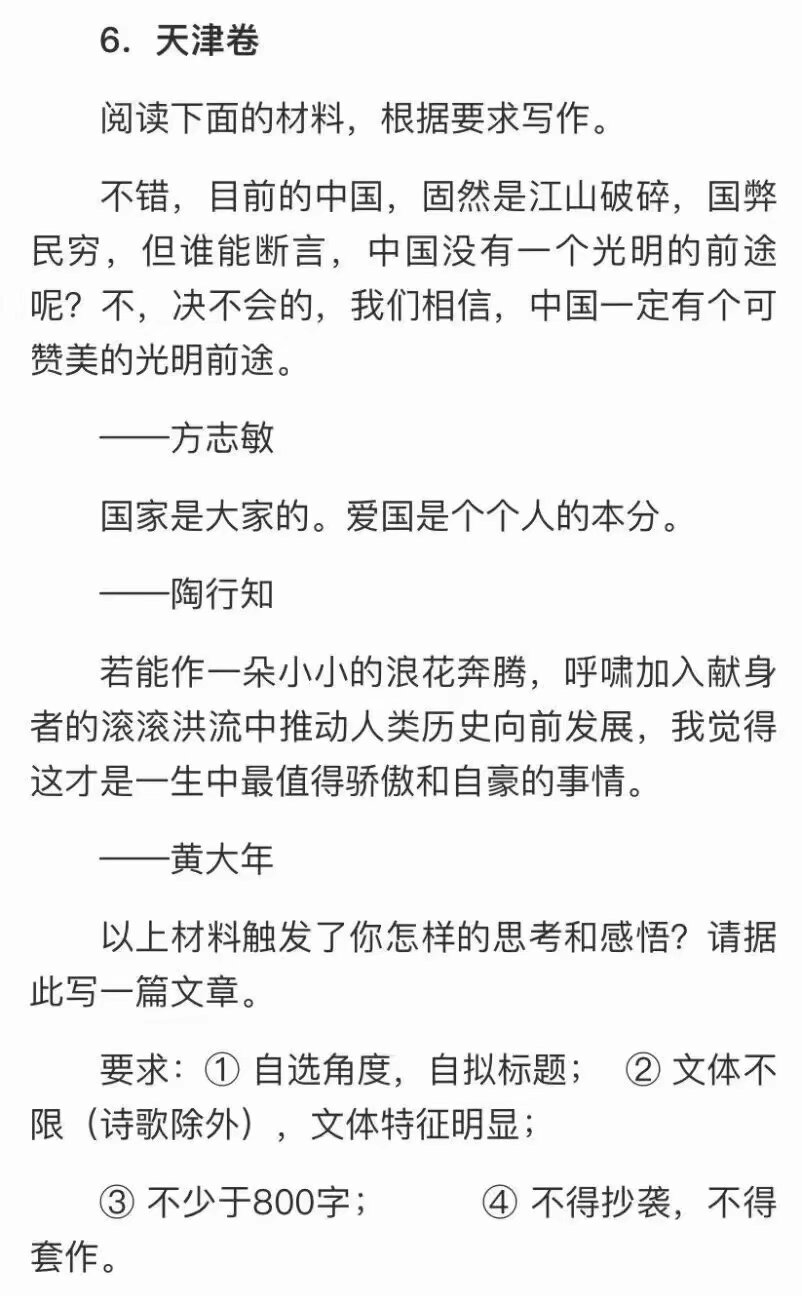 6．天津卷
阅读下面的材料，根据要求写作。
不错，目前的中国，固然是江山破碎，国弊
民穷，但谁能断言，中国没有一个光明的前途
呢？不，决不会的，我们相信，中国一定有个可
赞美的光明前途。
——方志敏
国家是大家的。爱国是个个人的本分。
——陶行知
若能作一朵小小的浪花奔腾，呼啸加入献身
者的滚滚洪流中推动人类历史向前发展，我觉得
这才是一生中最值得骄傲和自豪的事情。
——黄大年
以上材料触发了你怎样的思考和感悟？请据
此写一篇文章。
要求：① 自选角度，自拟标题； ② 文体不
限（诗歌除外），文体特征明显；
③ 不少于800字； ④ 不得抄袭，不得
套作。